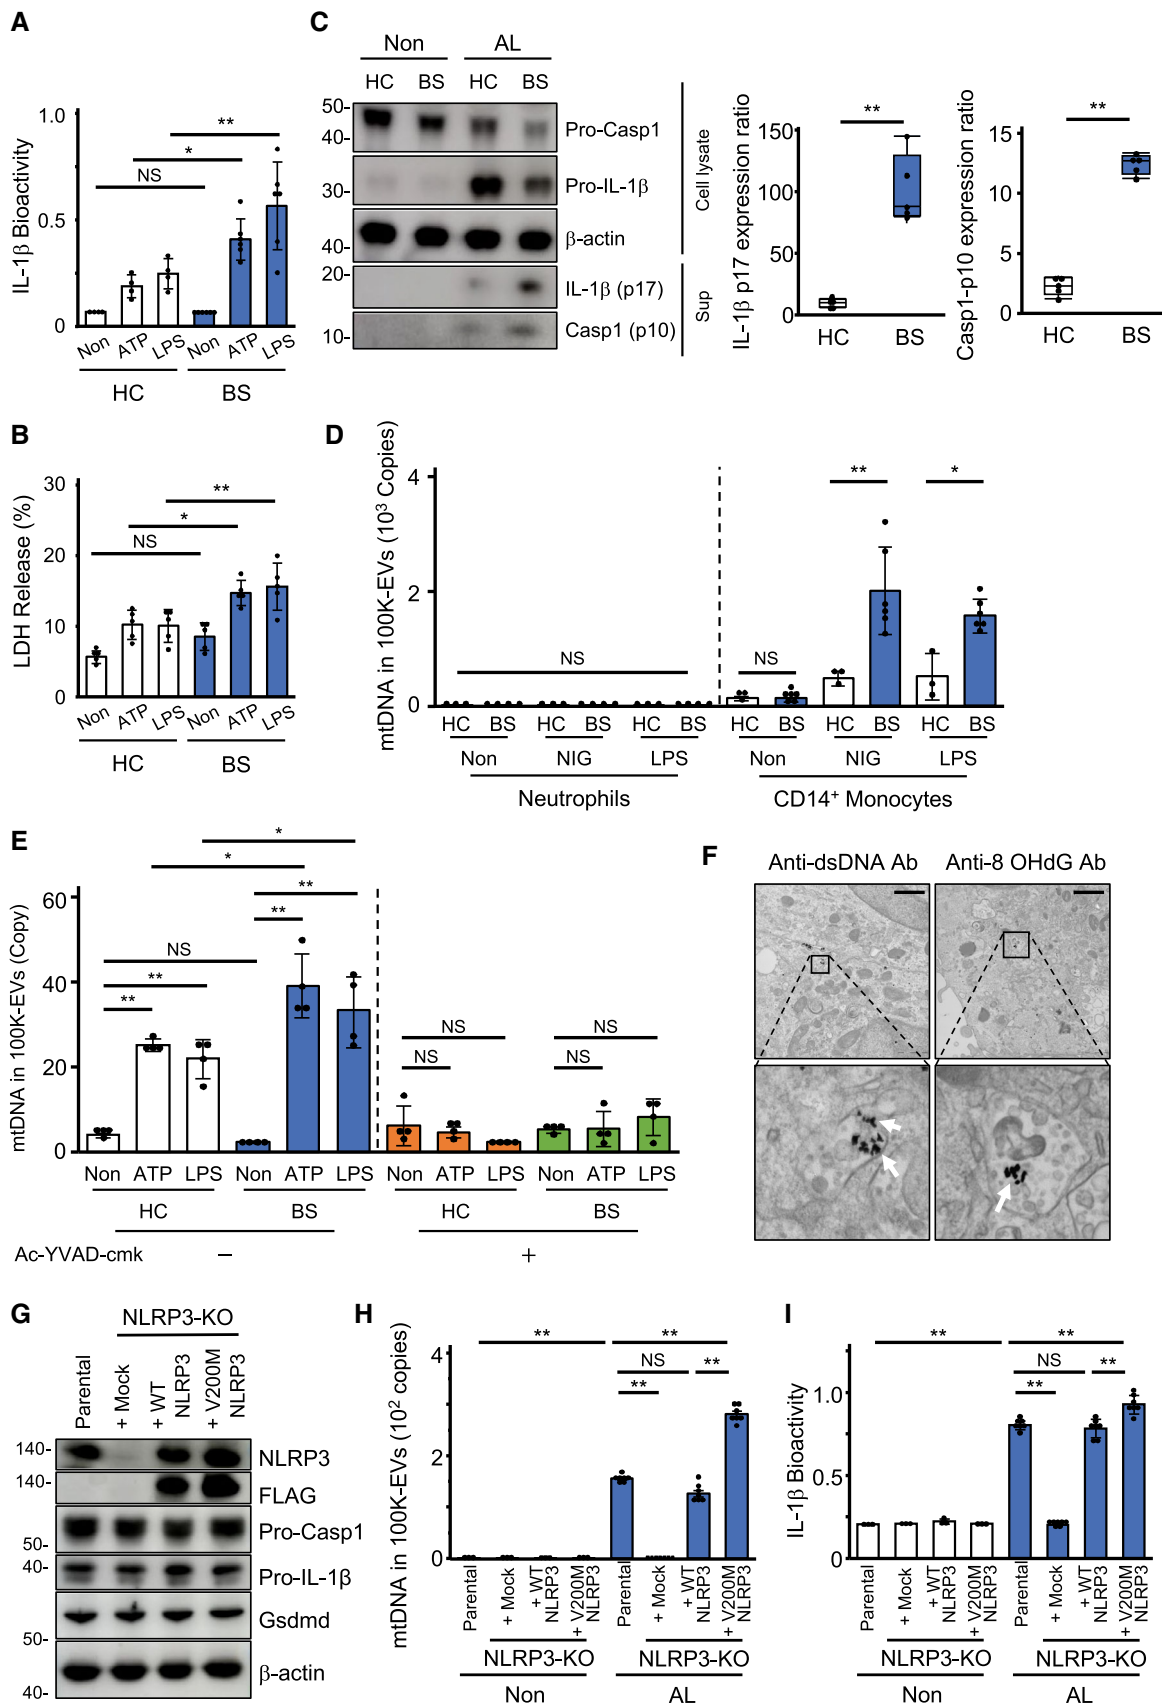 A
IL-1β Bioactivity
1.0
0.5
0
NS
*
**
Non ATP LPS Non ATP LPS
HC BS
B
LDH Release (%)
30
20
10
0
NS
*
**
Non ATP LPS Non ATP LPS
HC BS
C
Non AL
HC BS HC BS
50-
40-
Pro-Casp1
30-
Pro-IL-1β
40-
β-actin
20-
IL-1β (p17)
10-
Casp1 (p10)
Cell lysate
Sup
IL-1β p17 expression ratio
150
100
50
0
**
HC BS
Casp1-p10 expression ratio
15
10
5
0
**
HC BS
D
mtDNA in 100K-EVs (10³ Copies)
4
2
0
NS
NS
**
*
HC BS HC BS HC BS HC BS HC BS HC BS
Non NIG LPS Non NIG LPS
Neutrophils CD14⁺ Monocytes
E
mtDNA in 100K-EVs (Copy)
60
40
20
0
*
*
**
**
NS
**
**
NS
NS
NS
NS
Non ATP LPS Non ATP LPS Non ATP LPS Non ATP LPS
HC BS HC BS
Ac-YVAD-cmk − +
F
Anti-dsDNA Ab Anti-8 OHdG Ab
G
NLRP3-KO
Parental
+ Mock
+ WT NLRP3
+ V200M NLRP3
140-
NLRP3
140-
FLAG
50-
Pro-Casp1
40-
Pro-IL-1β
50-
Gsdmd
40-
β-actin
H
mtDNA in 100K-EVs (10² copies)
4
2
0
** **
NS **
**
Parental
+ Mock
+ WT NLRP3
+ V200M NLRP3
Parental
+ Mock
+ WT NLRP3
+ V200M NLRP3
NLRP3-KO NLRP3-KO
Non AL
I
IL-1β Bioactivity
1.0
0.5
0
** **
NS **
**
Parental
+ Mock
+ WT NLRP3
+ V200M NLRP3
Parental
+ Mock
+ WT NLRP3
+ V200M NLRP3
NLRP3-KO NLRP3-KO
Non AL